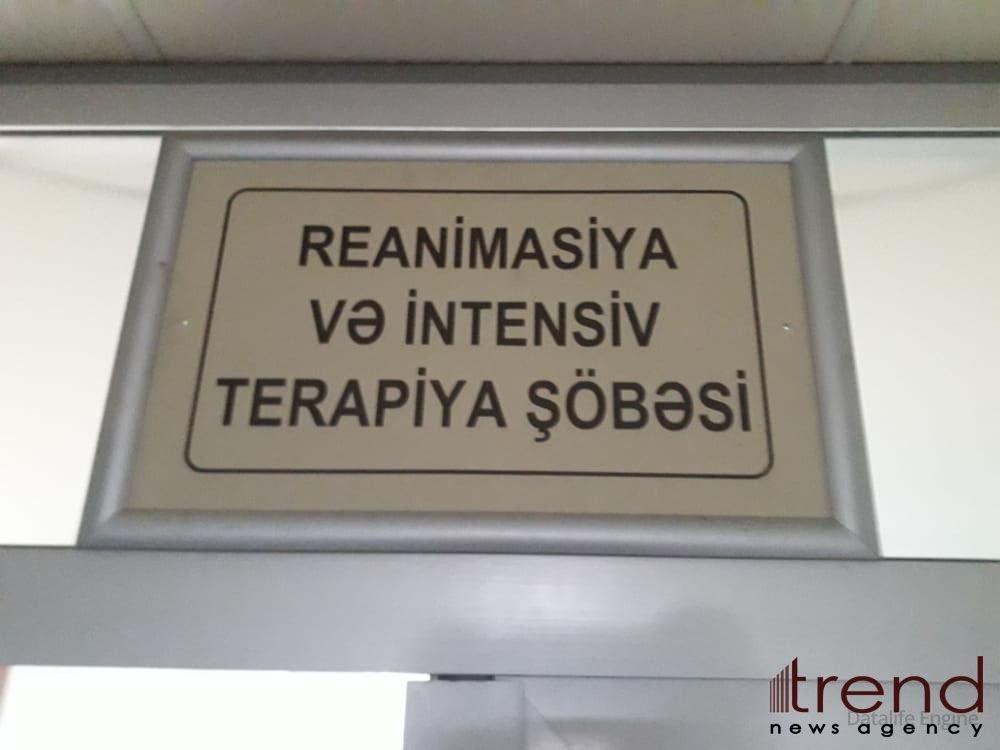 REANİMASİYA
VƏ İNTENSİV
TERAPİYA ŞÖBƏSİ
trend
news agency
Datalife Engine